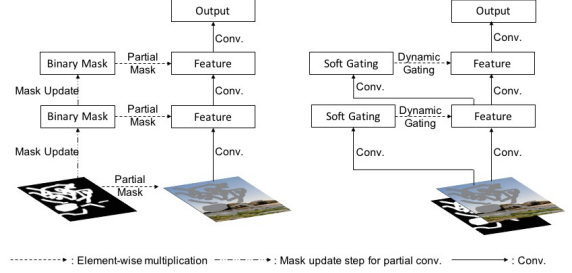 Output
Conv.
Binary Mask
Partial
Mask
Feature
Mask Update
Conv.
Binary Mask
Partial
Mask
Feature
Mask Update
Conv.
Partial
Mask
Output
Conv.
Soft Gating
Dynamic
Gating
Feature
Conv.
Conv.
Soft Gating
Dynamic
Gating
Feature
Conv.
Conv.
: Element-wise multiplication : Mask update step for partial conv. : Conv.